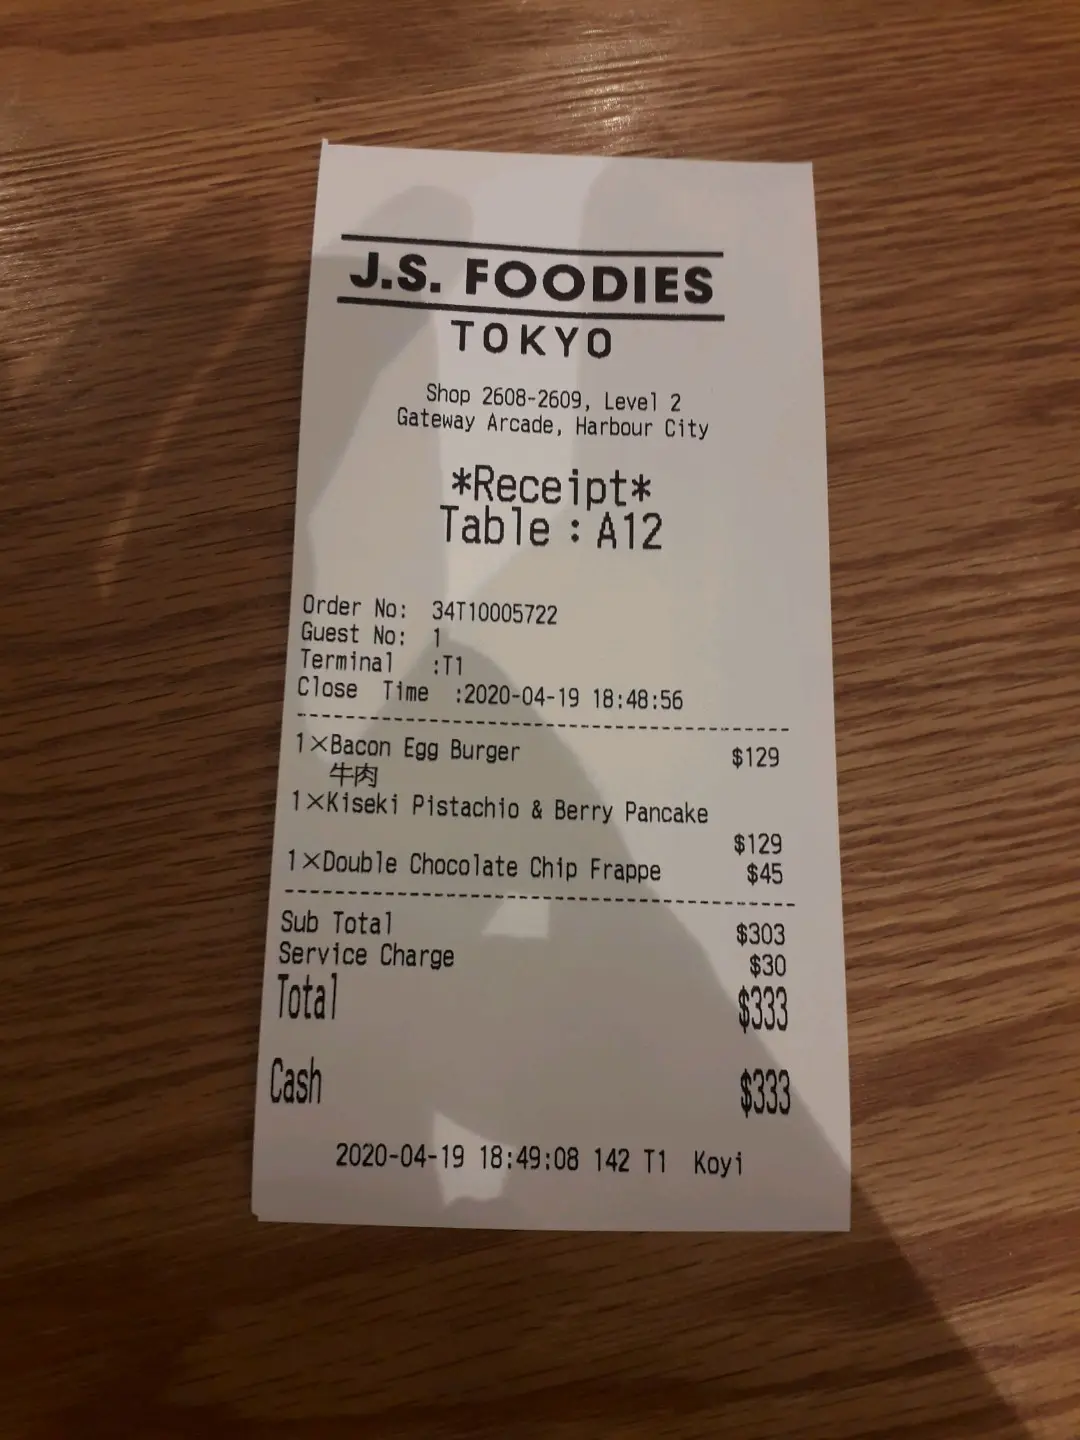 J.S. FOODIES
TOKYO
Shop 2608-2609, Level 2
Gateway Arcade, Harbour City
*Receipt*
Table : A12
Order No: 34T10005722
Guest No: 1
Terminal :T1
Close Time :2020-04-19 18:48:56
1×Bacon Egg Burger $129
牛肉
1×Kiseki Pistachio & Berry Pancake
$129
1×Double Chocolate Chip Frappe $45
Sub Total $303
Service Charge $30
Total $333
Cash $333
2020-04-19 18:49:08 142 T1 Koyi